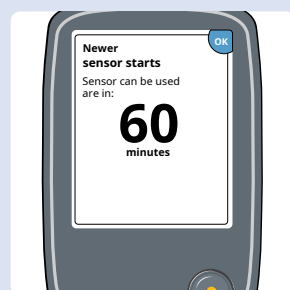 Newer
OK
sensor starts
Sensor can be used
are in:
60
minutes